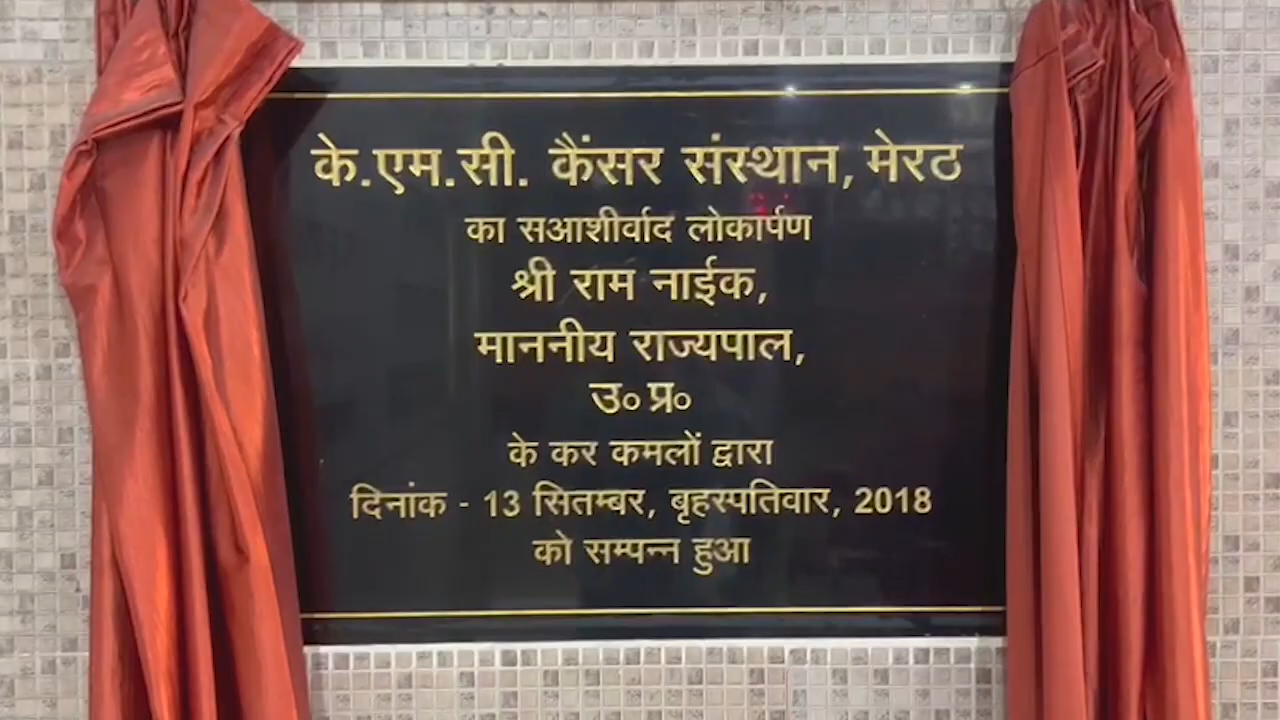 के.एम.सी. कैंसर संस्थान, मेरठ
का सआशीर्वाद लोकार्पण
श्री राम नाईक,
माननीय राज्यपाल,
उ० प्र०
के कर कमलों द्वारा
दिनांक - 13 सितम्बर, बृहस्पतिवार, 2018
को सम्पन्न हुआ